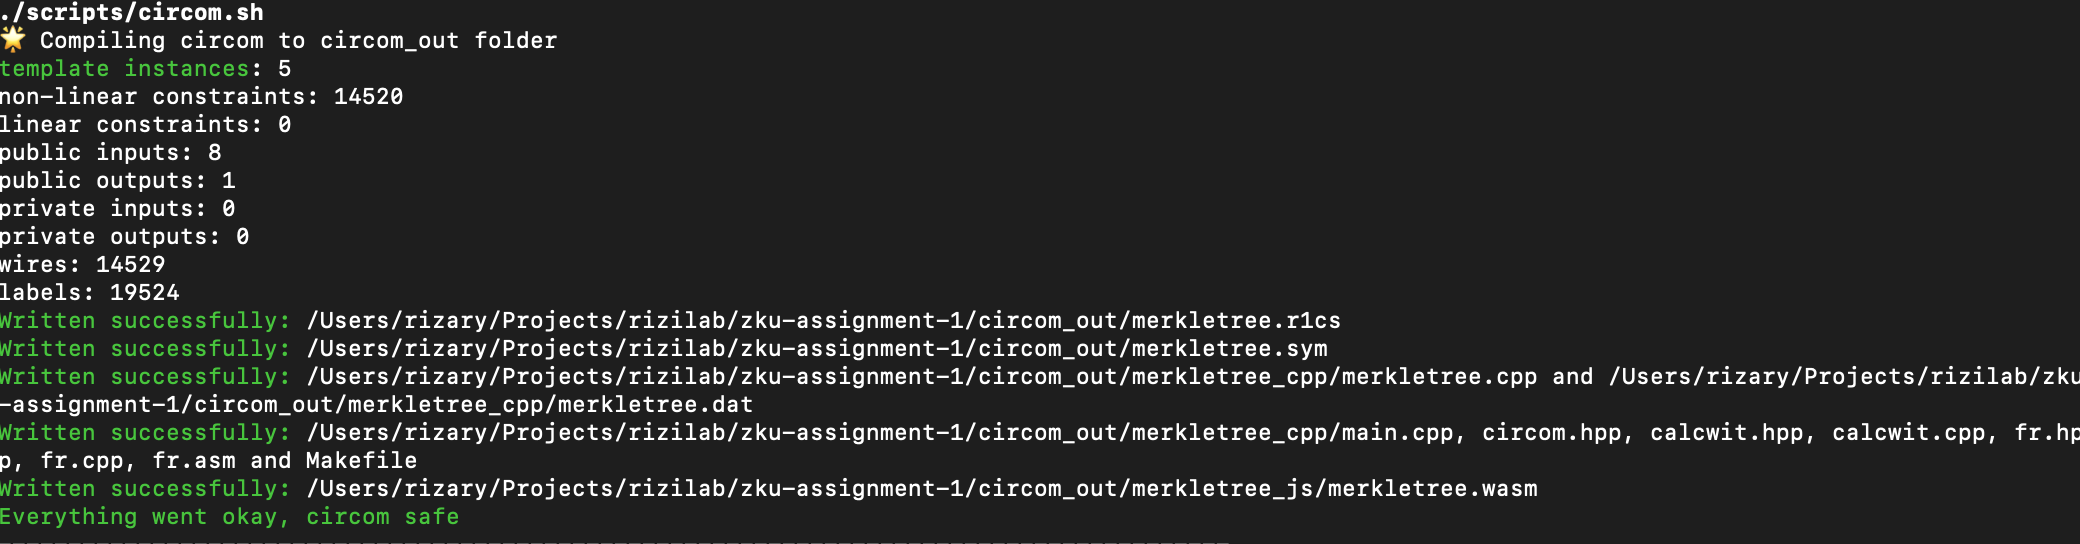 ./scripts/circom.sh
🌟 Compiling circom to circom_out folder
template instances: 5
non-linear constraints: 14520
linear constraints: 0
public inputs: 8
public outputs: 1
private inputs: 0
private outputs: 0
wires: 14529
labels: 19524
Written successfully: /Users/rizary/Projects/rizilab/zku-assignment-1/circom_out/merkletree.r1cs
Written successfully: /Users/rizary/Projects/rizilab/zku-assignment-1/circom_out/merkletree.sym
Written successfully: /Users/rizary/Projects/rizilab/zku-assignment-1/circom_out/merkletree_cpp/merkletree.cpp and /Users/rizary/Projects/rizilab/zku
-assignment-1/circom_out/merkletree_cpp/merkletree.dat
Written successfully: /Users/rizary/Projects/rizilab/zku-assignment-1/circom_out/merkletree_cpp/main.cpp, circom.hpp, calcwit.hpp, calcwit.cpp, fr.hp
p, fr.cpp, fr.asm and Makefile
Written successfully: /Users/rizary/Projects/rizilab/zku-assignment-1/circom_out/merkletree_js/merkletree.wasm
Everything went okay, circom safe